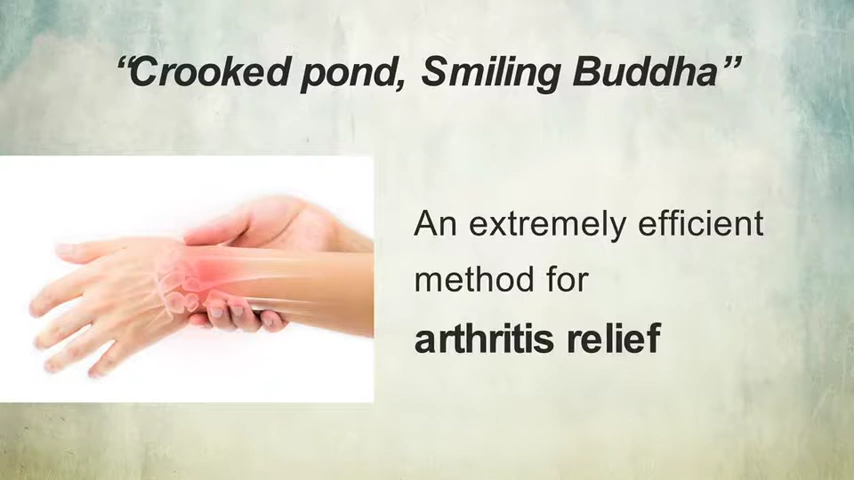 “Crooked pond, Smiling Buddha”
An extremely efficient
method for
arthritis relief